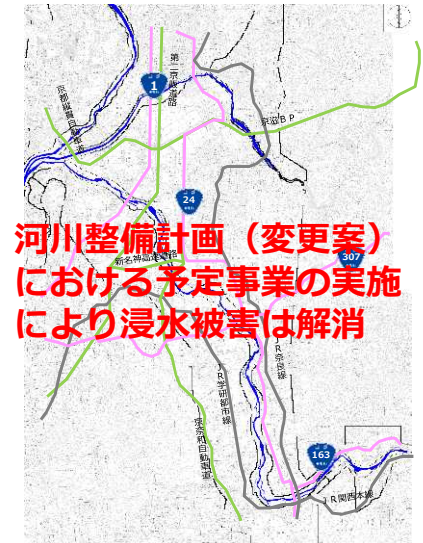 第二京阪道路
1
京都縦貫自動車道
京滋BP
24
河川整備計画（変更案）
307
新名神高速道路
における予定事業の実施
により浸水被害は解消
JR奈良線
JR学研都市線
京奈和自動車道
163
JR関西本線